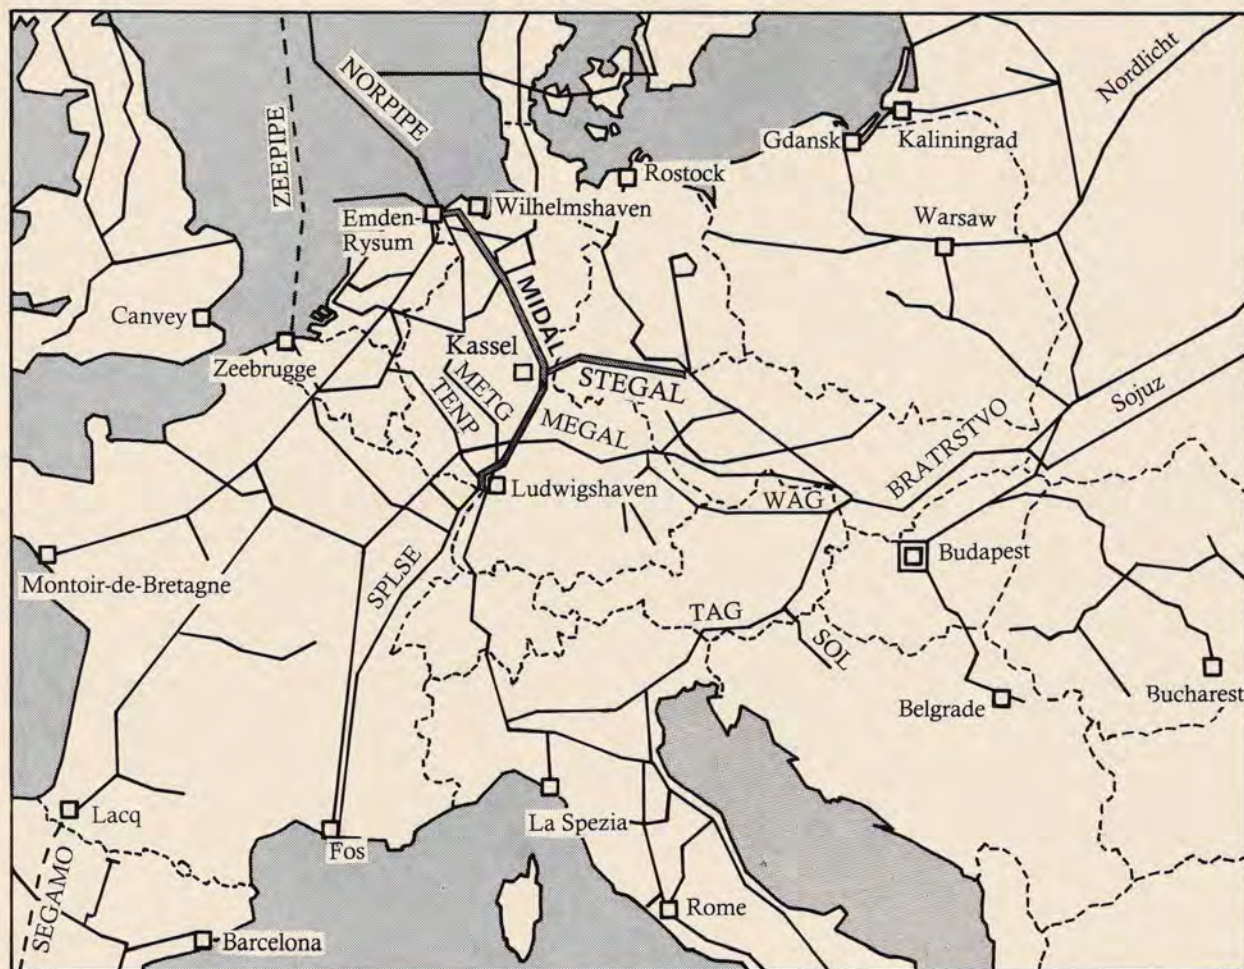 Nordlicht
NORPIPE
ZEEPIPE
Gdansk
Kaliningrad
Rostock
Emden-
Rysum
Wilhelmshaven
Warsaw
MIDAL
Canvey
Zeebrugge
Kassel
METG
STEGAL
TENP
MEGAL
Sojuz
BRATRSTVO
Ludwigshaven
WAG
Budapest
Montoir-de-Bretagne
SPLSE
TAG
SOL
Belgrade
Bucharest
Lacq
La Spezia
Fos
SEGAMO
Rome
Barcelona